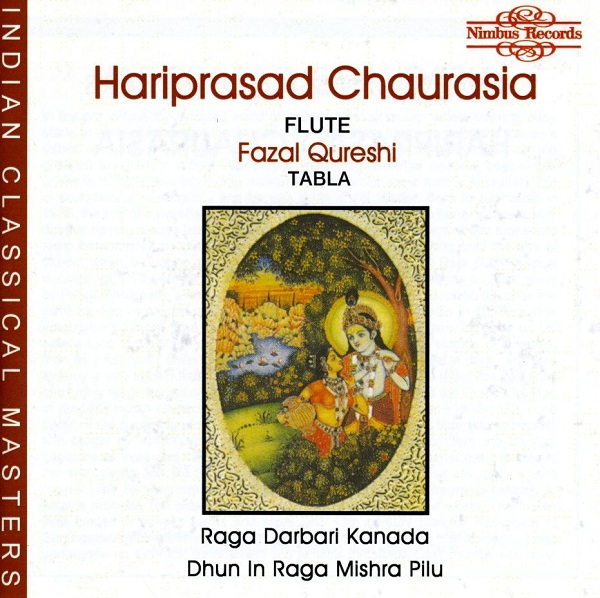 INDIAN CLASSICAL MASTERS
Nimbus Records
Hariprasad Chaurasia
FLUTE
Fazal Qureshi
TABLA
Raga Darbari Kanada
Dhun In Raga Mishra Pilu